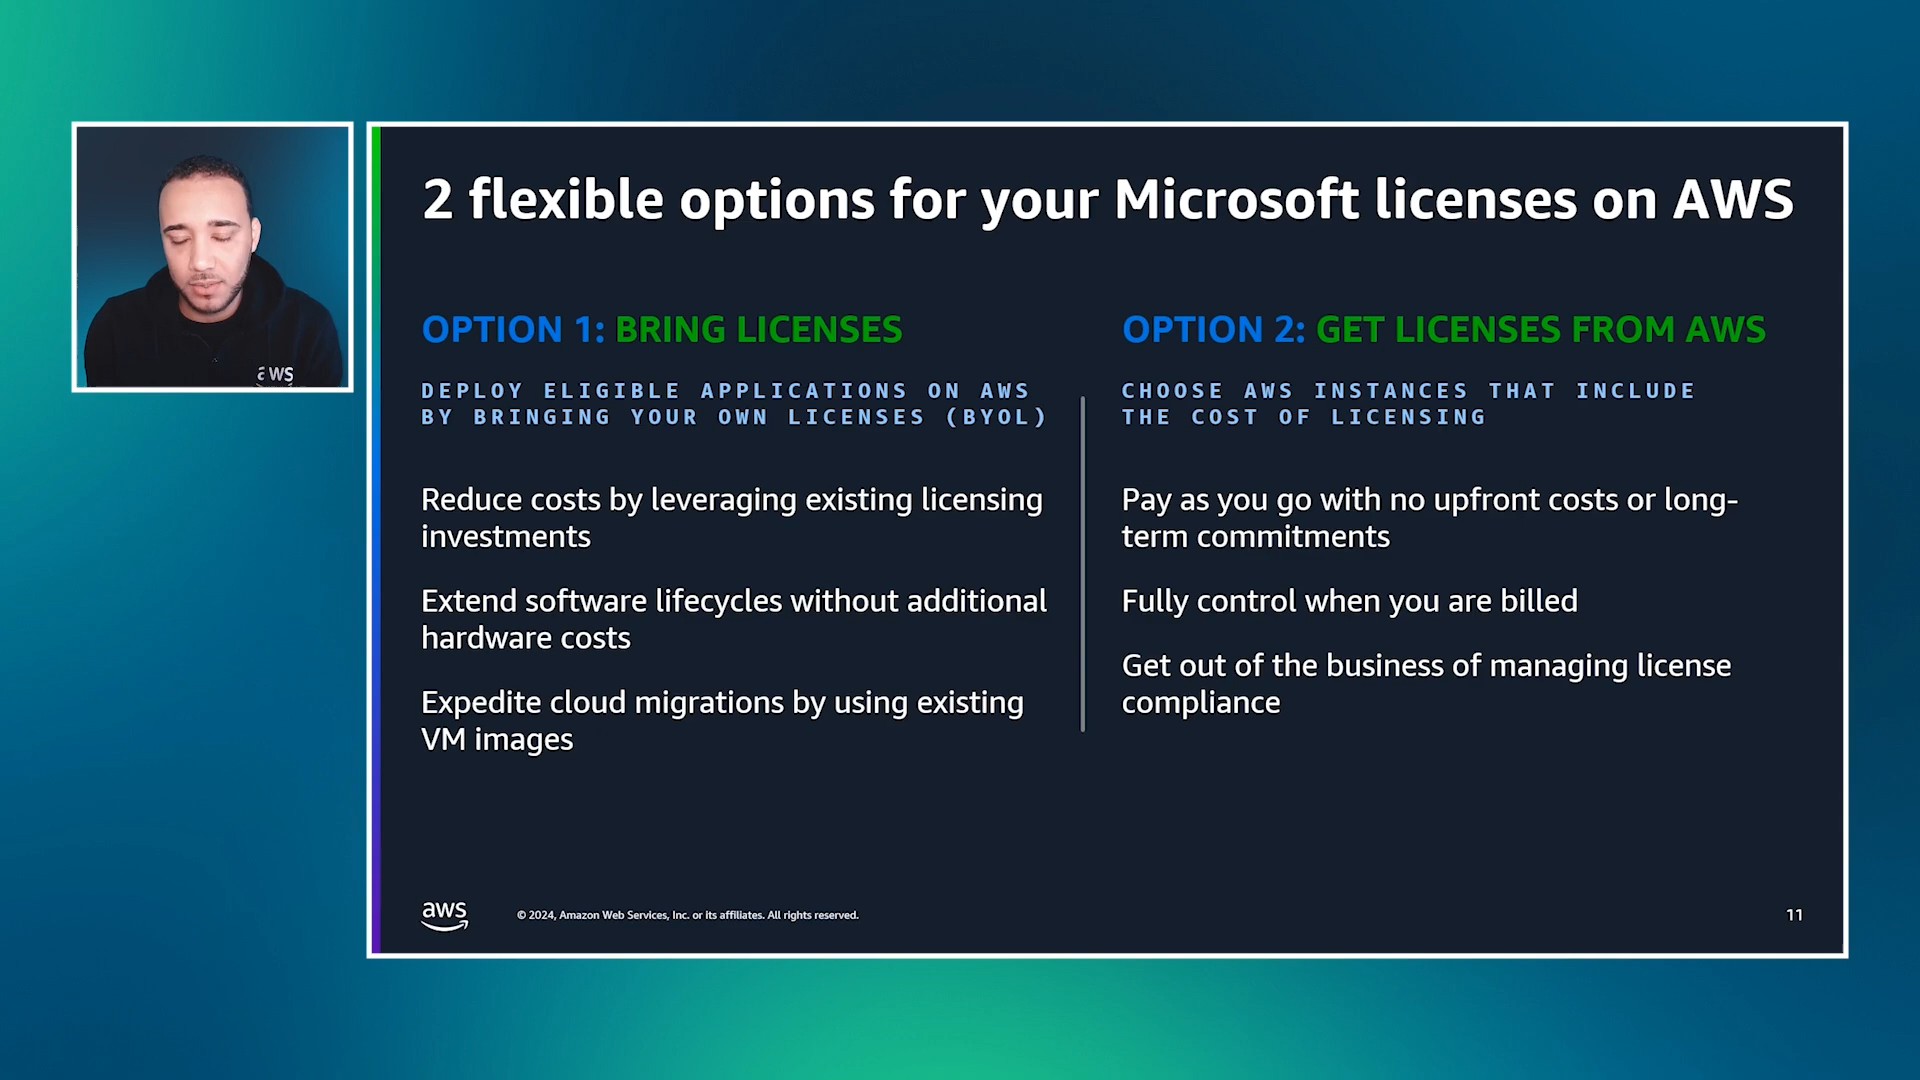 2 flexible options for your Microsoft licenses on AWS
OPTION 1: BRING LICENSES
DEPLOY ELIGIBLE APPLICATIONS ON AWS
BY BRINGING YOUR OWN LICENSES (BYOL)
Reduce costs by leveraging existing licensing
investments
Extend software lifecycles without additional
hardware costs
Expedite cloud migrations by using existing
VM images
OPTION 2: GET LICENSES FROM AWS
CHOOSE AWS INSTANCES THAT INCLUDE
THE COST OF LICENSING
Pay as you go with no upfront costs or long-
term commitments
Fully control when you are billed
Get out of the business of managing license
compliance
aws
© 2024, Amazon Web Services, Inc. or its affiliates. All rights reserved.
11
aws